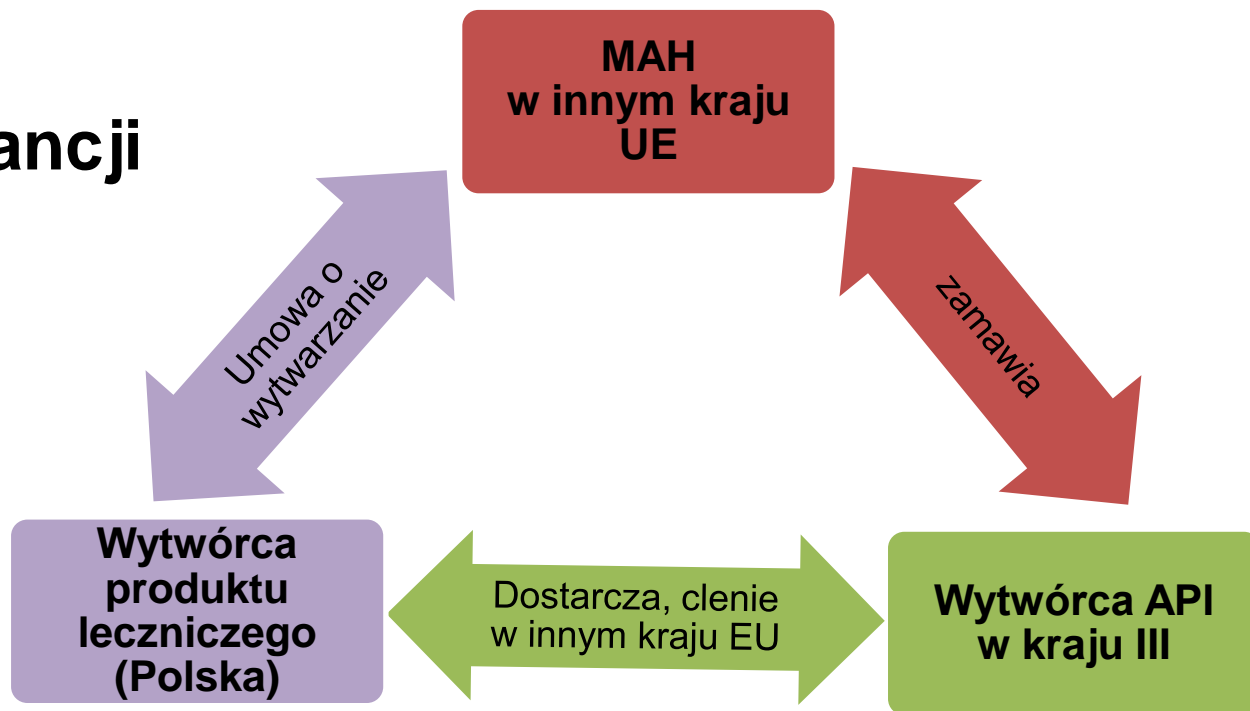 MAH
w innym kraju
UE
ancji
Umowa o
wytwarzanie
zamawia
Wytwórca
produktu
leczniczego
(Polska)
Dostarcza, clenie
w innym kraju EU
Wytwórca API
w kraju III